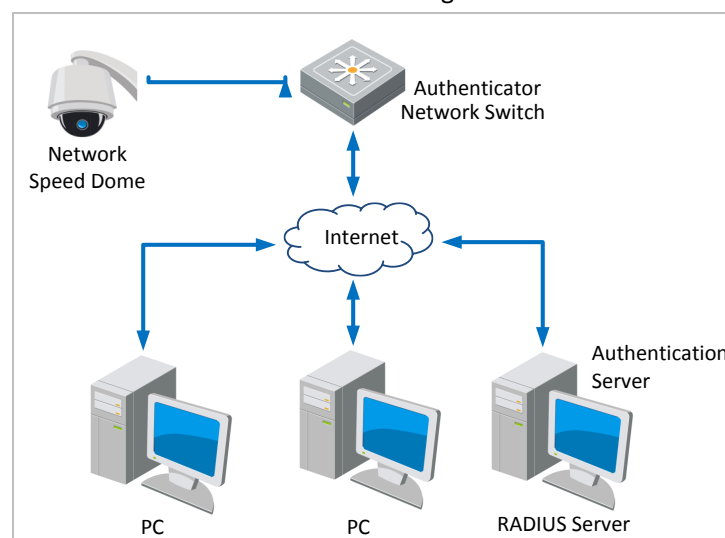 Authenticator
Network Switch
Network
Speed Dome
Internet
Authentication
Server
PC
PC
RADIUS Server